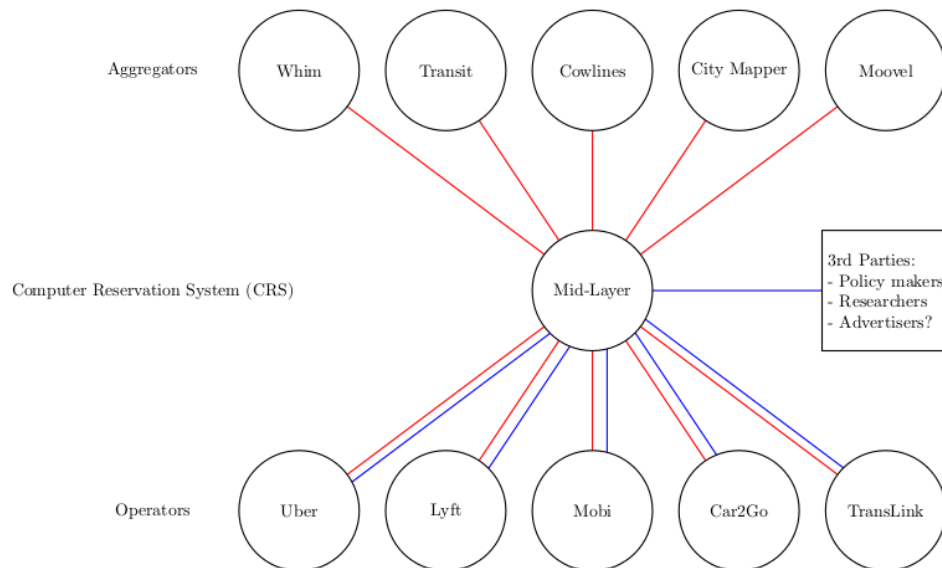 Aggregators
Whim
Transit
Cowlines
City Mapper
Moovel
Computer Reservation System (CRS)
Mid-Layer
3rd Parties:
- Policy makers
- Researchers
- Advertisers?
Operators
Uber
Lyft
Mobi
Car2Go
TransLink